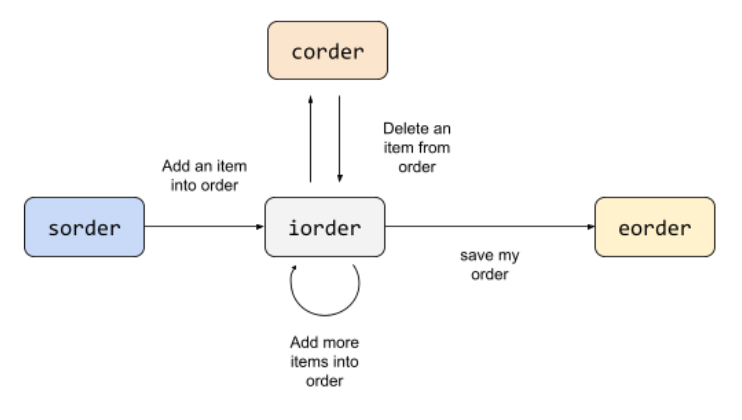 corder
Delete an
item from
order
Add an item
into order
sorder
iorder
eorder
save my
order
Add more
items into
order